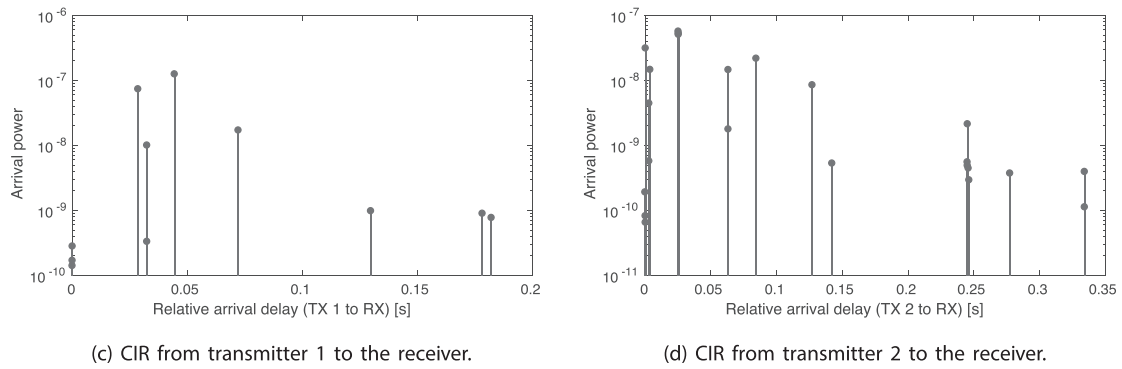 10 -6
10 -7
10 -8
10 -9
10 -10
Arrival power
0 0.05 0.1 0.15 0.2
Relative arrival delay (TX 1 to RX) [s]
(c) CIR from transmitter 1 to the receiver.
10 -7
10 -8
10 -9
10 -10
10 -11
Arrival power
0 0.05 0.1 0.15 0.2 0.25 0.3 0.35
Relative arrival delay (TX 2 to RX) [s]
(d) CIR from transmitter 2 to the receiver.